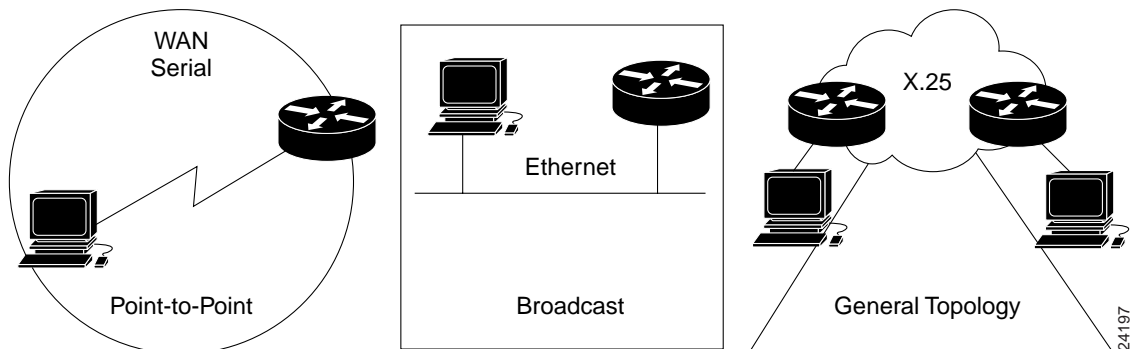 WAN
Serial
Point-to-Point
Ethernet
Broadcast
X.25
General Topology
24197